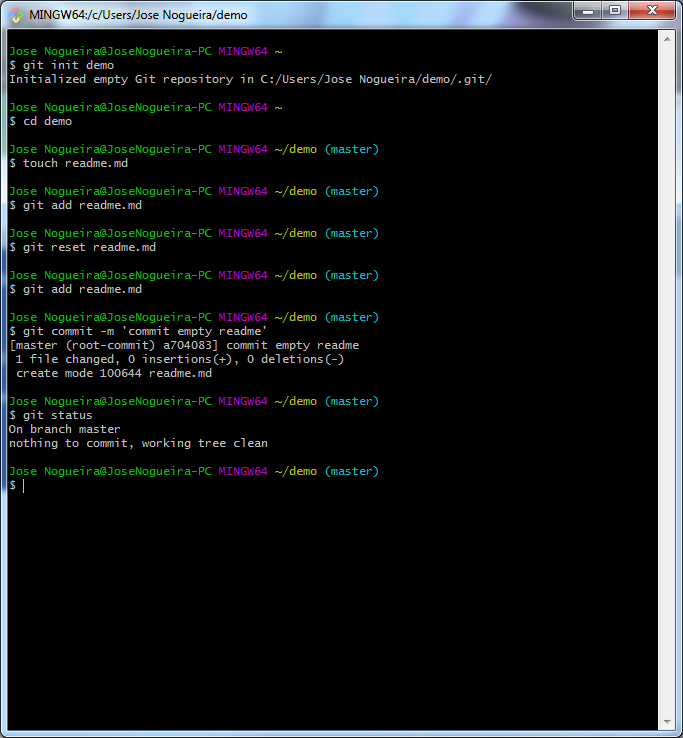 MINGW64:/c/Users/Jose Nogueira/demo
Jose Nogueira@JoseNogueira-PC MINGW64 ~
$ git init demo
Initialized empty Git repository in C:/Users/Jose Nogueira/demo/.git/
Jose Nogueira@JoseNogueira-PC MINGW64 ~
$ cd demo
Jose Nogueira@JoseNogueira-PC MINGW64 ~/demo (master)
$ touch readme.md
Jose Nogueira@JoseNogueira-PC MINGW64 ~/demo (master)
$ git add readme.md
Jose Nogueira@JoseNogueira-PC MINGW64 ~/demo (master)
$ git reset readme.md
Jose Nogueira@JoseNogueira-PC MINGW64 ~/demo (master)
$ git add readme.md
Jose Nogueira@JoseNogueira-PC MINGW64 ~/demo (master)
$ git commit -m 'commit empty readme'
[master (root-commit) a704083] commit empty readme
 1 file changed, 0 insertions(+), 0 deletions(-)
 create mode 100644 readme.md
Jose Nogueira@JoseNogueira-PC MINGW64 ~/demo (master)
$ git status
On branch master
nothing to commit, working tree clean
Jose Nogueira@JoseNogueira-PC MINGW64 ~/demo (master)
$